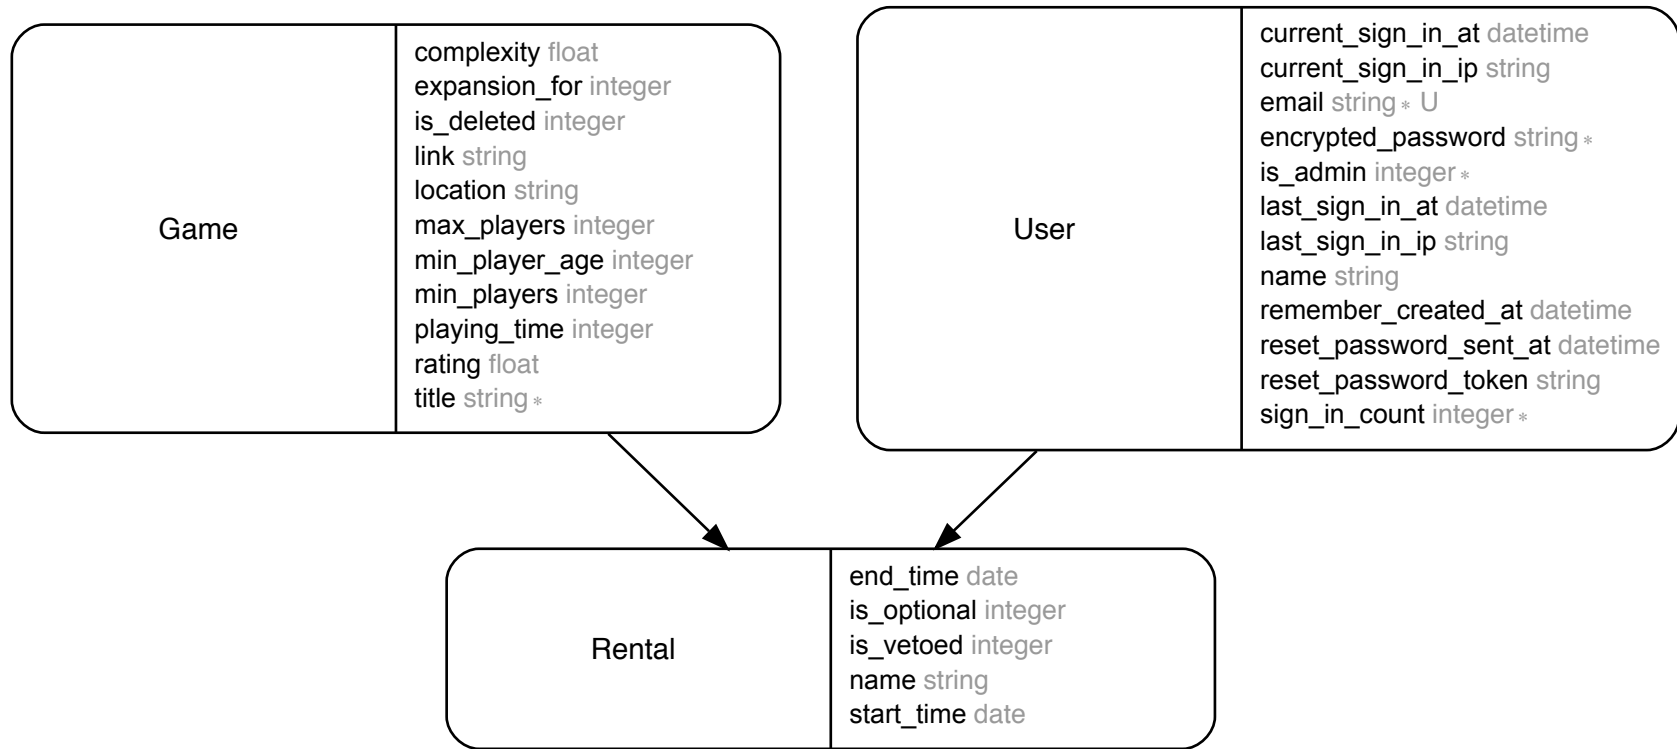 Game
complexity float
expansion_for integer
is_deleted integer
link string
location string
max_players integer
min_player_age integer
min_players integer
playing_time integer
rating float
title string ∗
User
current_sign_in_at datetime
current_sign_in_ip string
email string ∗ U
encrypted_password string ∗
is_admin integer ∗
last_sign_in_at datetime
last_sign_in_ip string
name string
remember_created_at datetime
reset_password_sent_at datetime
reset_password_token string
sign_in_count integer ∗
Rental
end_time date
is_optional integer
is_vetoed integer
name string
start_time date